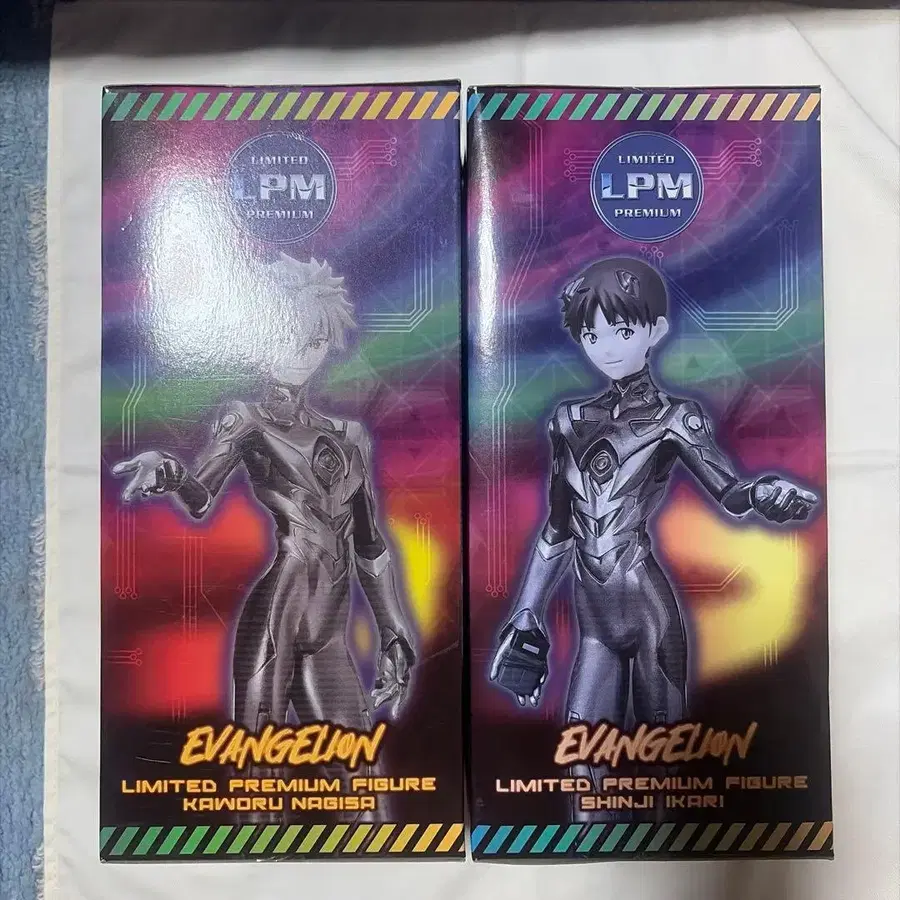 LIMITED
LPM
PREMIUM
EVANGELION
LIMITED PREMIUM FIGURE
KAWORU NAGISA
LIMITED
LPM
PREMIUM
EVANGELION
LIMITED PREMIUM FIGURE
SHINJI IKARI